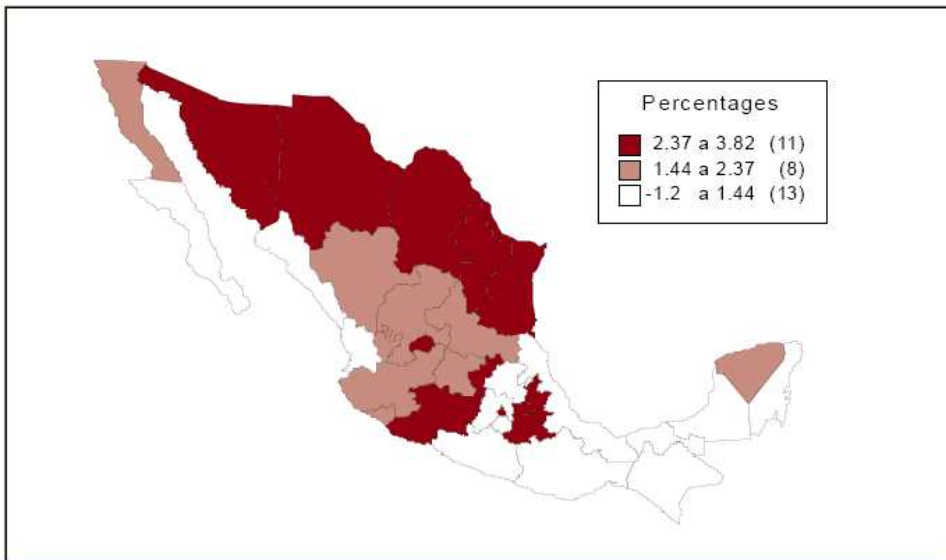 Percentages
2.37 a 3.82 (11)
1.44 a 2.37 (8)
-1.2 a 1.44 (13)